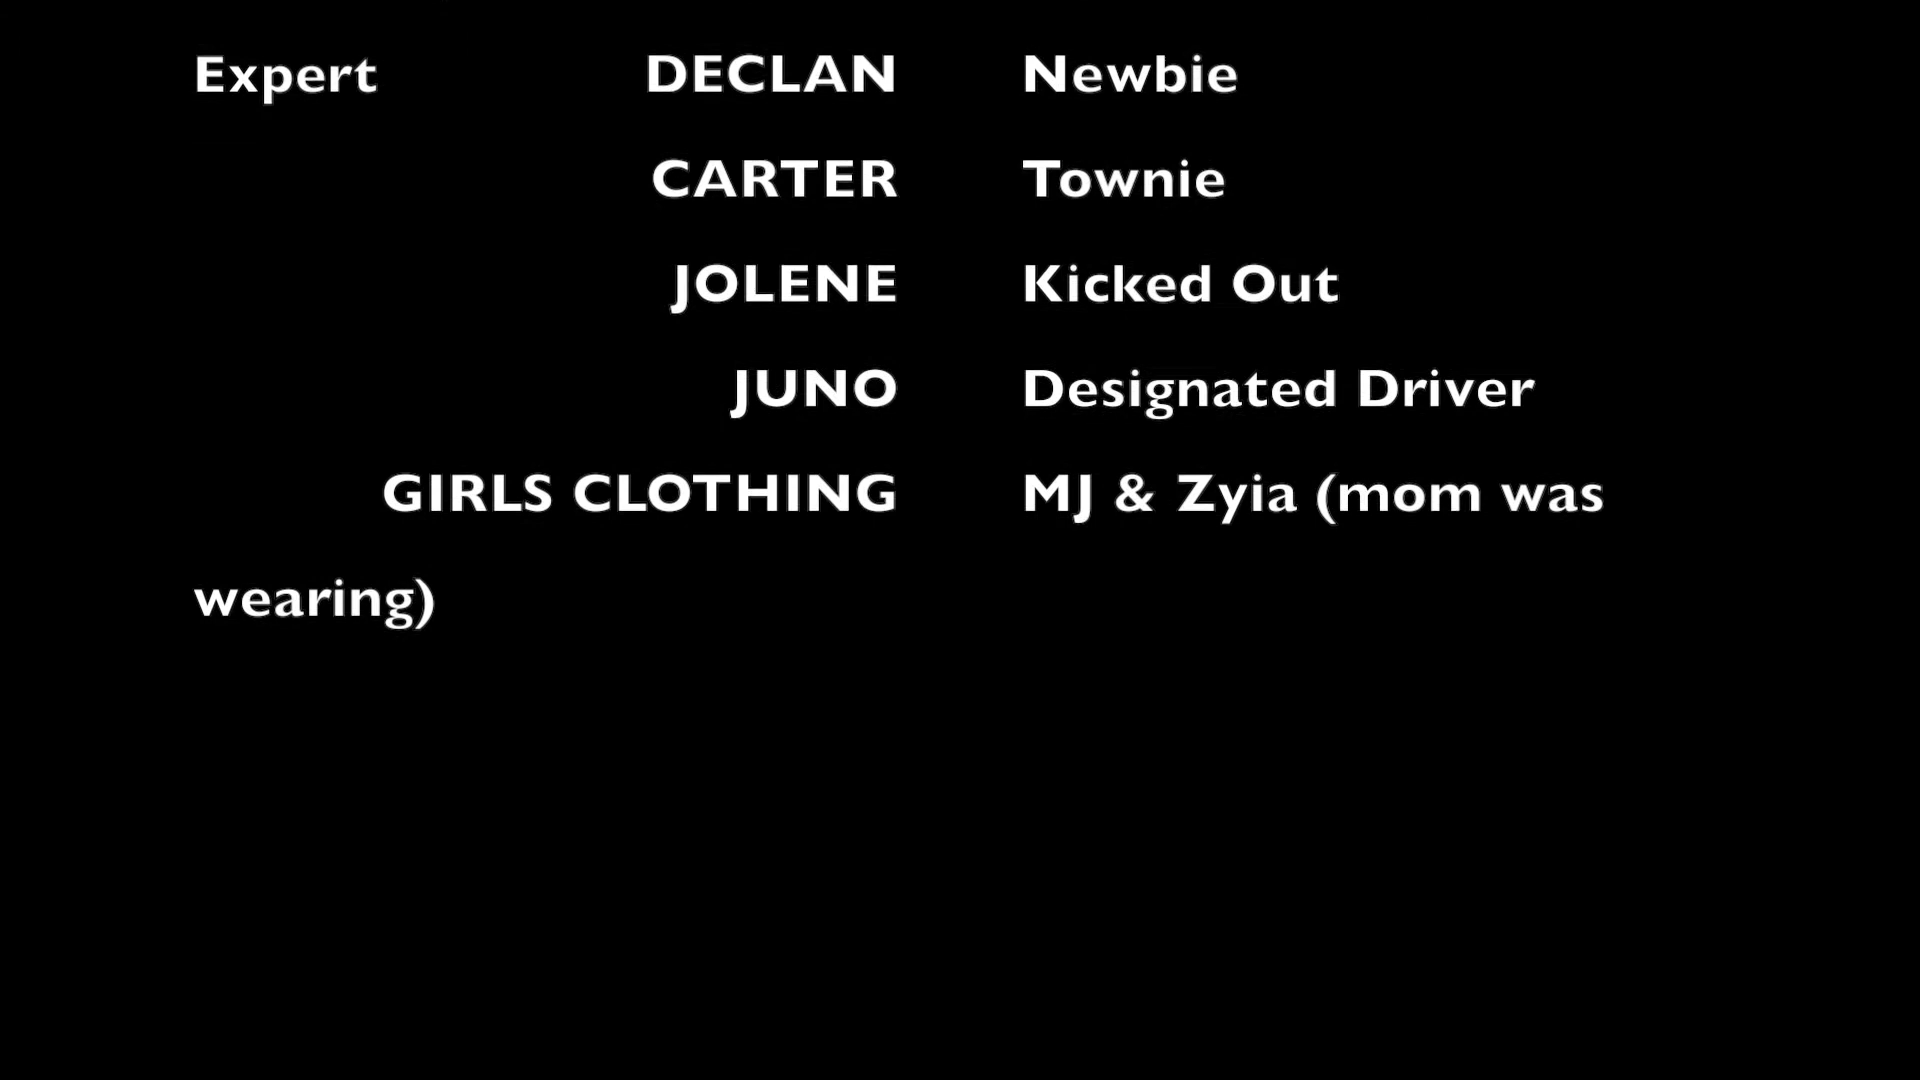 Expert DECLAN Newbie
CARTER Townie
JOLENE Kicked Out
JUNO Designated Driver
GIRLS CLOTHING MJ & Zyia (mom was
wearing)